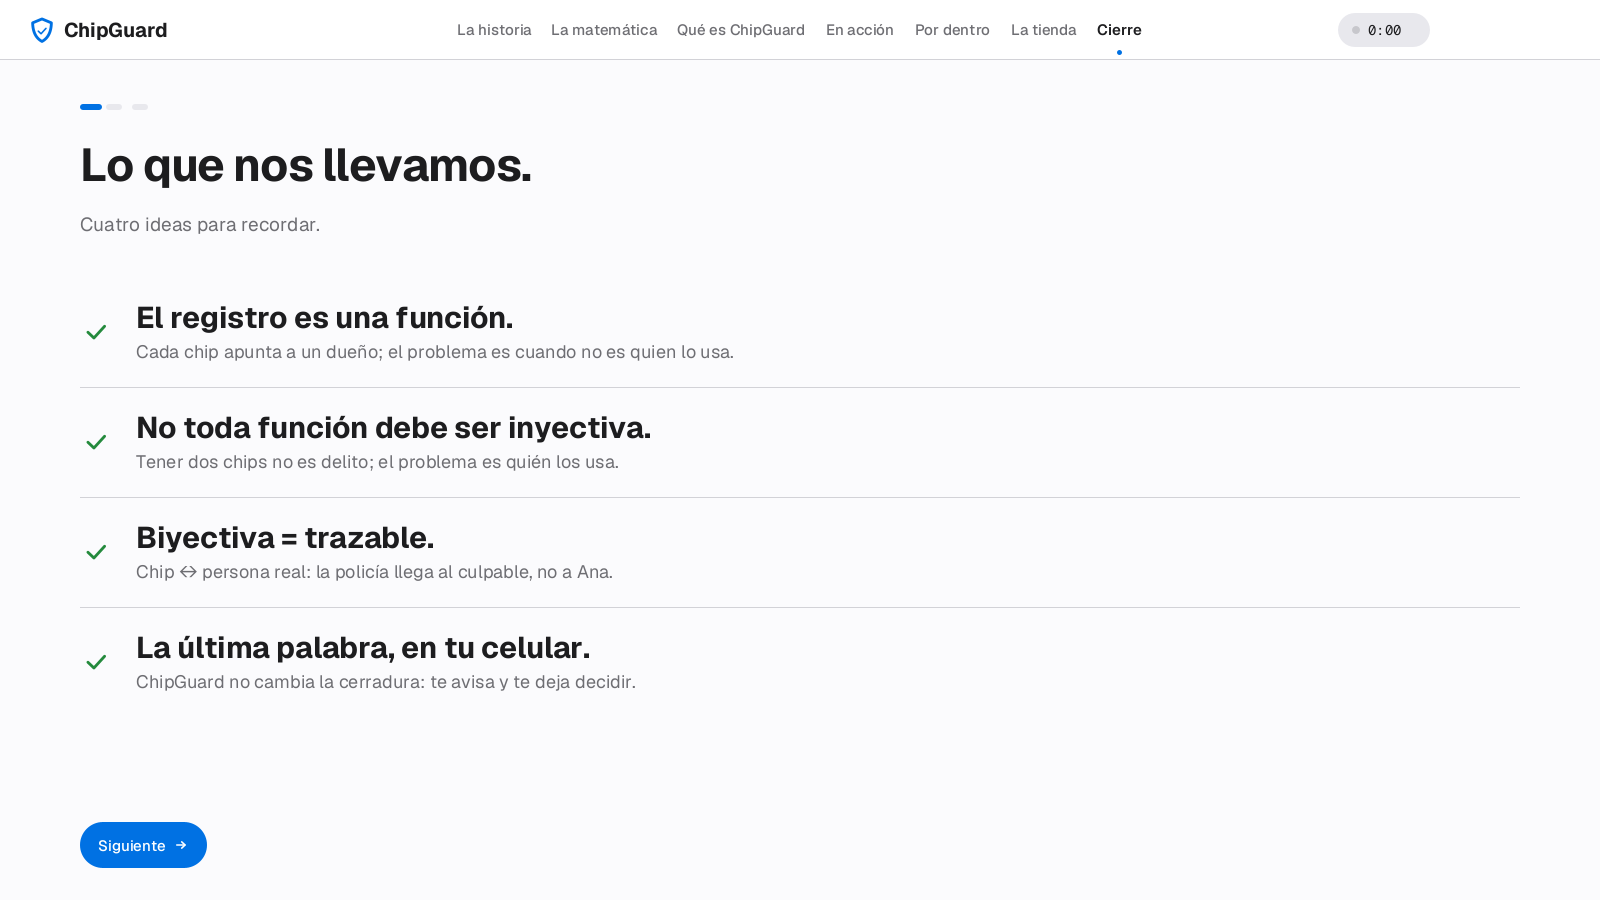 ChipGuard
La historia
La matemática
Qué es ChipGuard
En acción
Por dentro
La tienda
Cierre
0:00
Lo que nos llevamos.
Cuatro ideas para recordar.
El registro es una función.
Cada chip apunta a un dueño; el problema es cuando no es quien lo usa.
No toda función debe ser inyectiva.
Tener dos chips no es delito; el problema es quién los usa.
Biyectiva = trazable.
Chip ↔ persona real: la policía llega al culpable, no a Ana.
La última palabra, en tu celular.
ChipGuard no cambia la cerradura: te avisa y te deja decidir.
Siguiente →